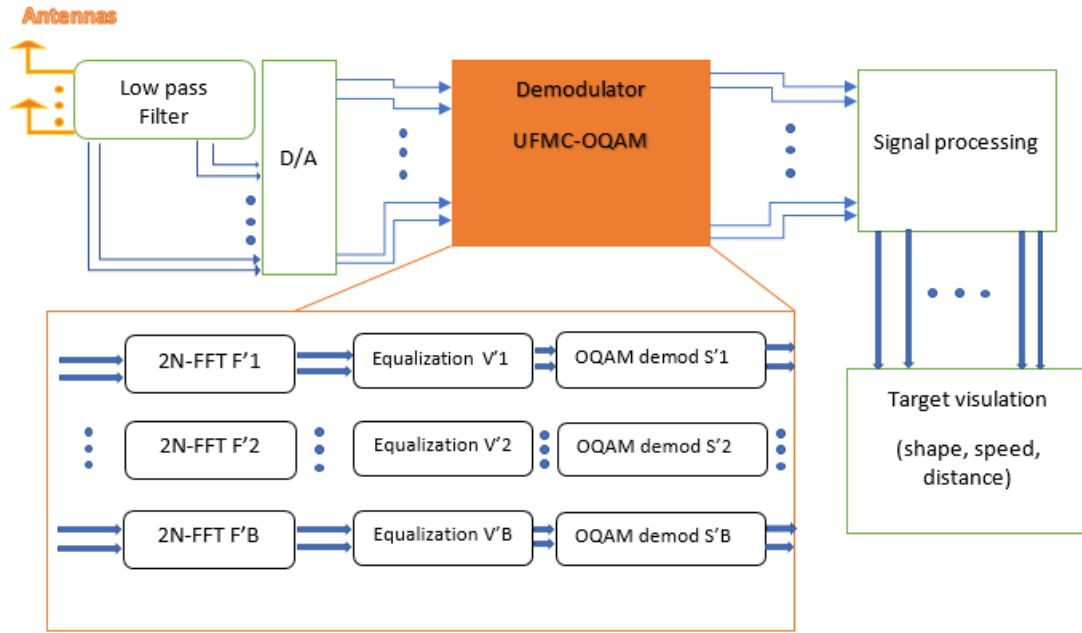 Antennas
Low pass
Filter
D/A
Demodulator
UFMC-OQAM
Signal processing
2N-FFT F'1
Equalization V'1
OQAM demod S'1
2N-FFT F'2
Equalization V'2
OQAM demod S'2
2N-FFT F'B
Equalization V'B
OQAM demod S'B
Target visulation
(shape, speed,
distance)